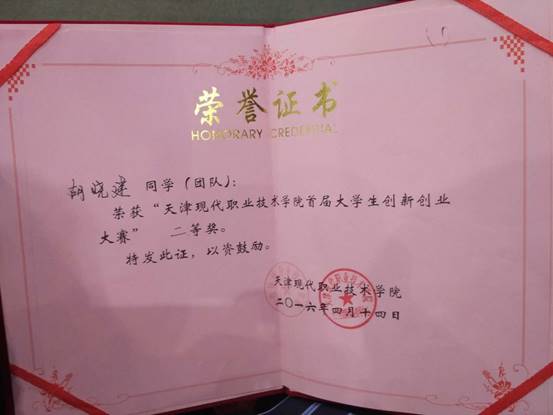 荣誉证书
HONORARY CREDENTIAL
胡晓建 同学(团队):
荣获“天津现代职业技术学院首届大学生创新创业
大赛” 二等奖。
特发此证,以资鼓励。
天津现代职业技术学院
二〇一六年四月十四日